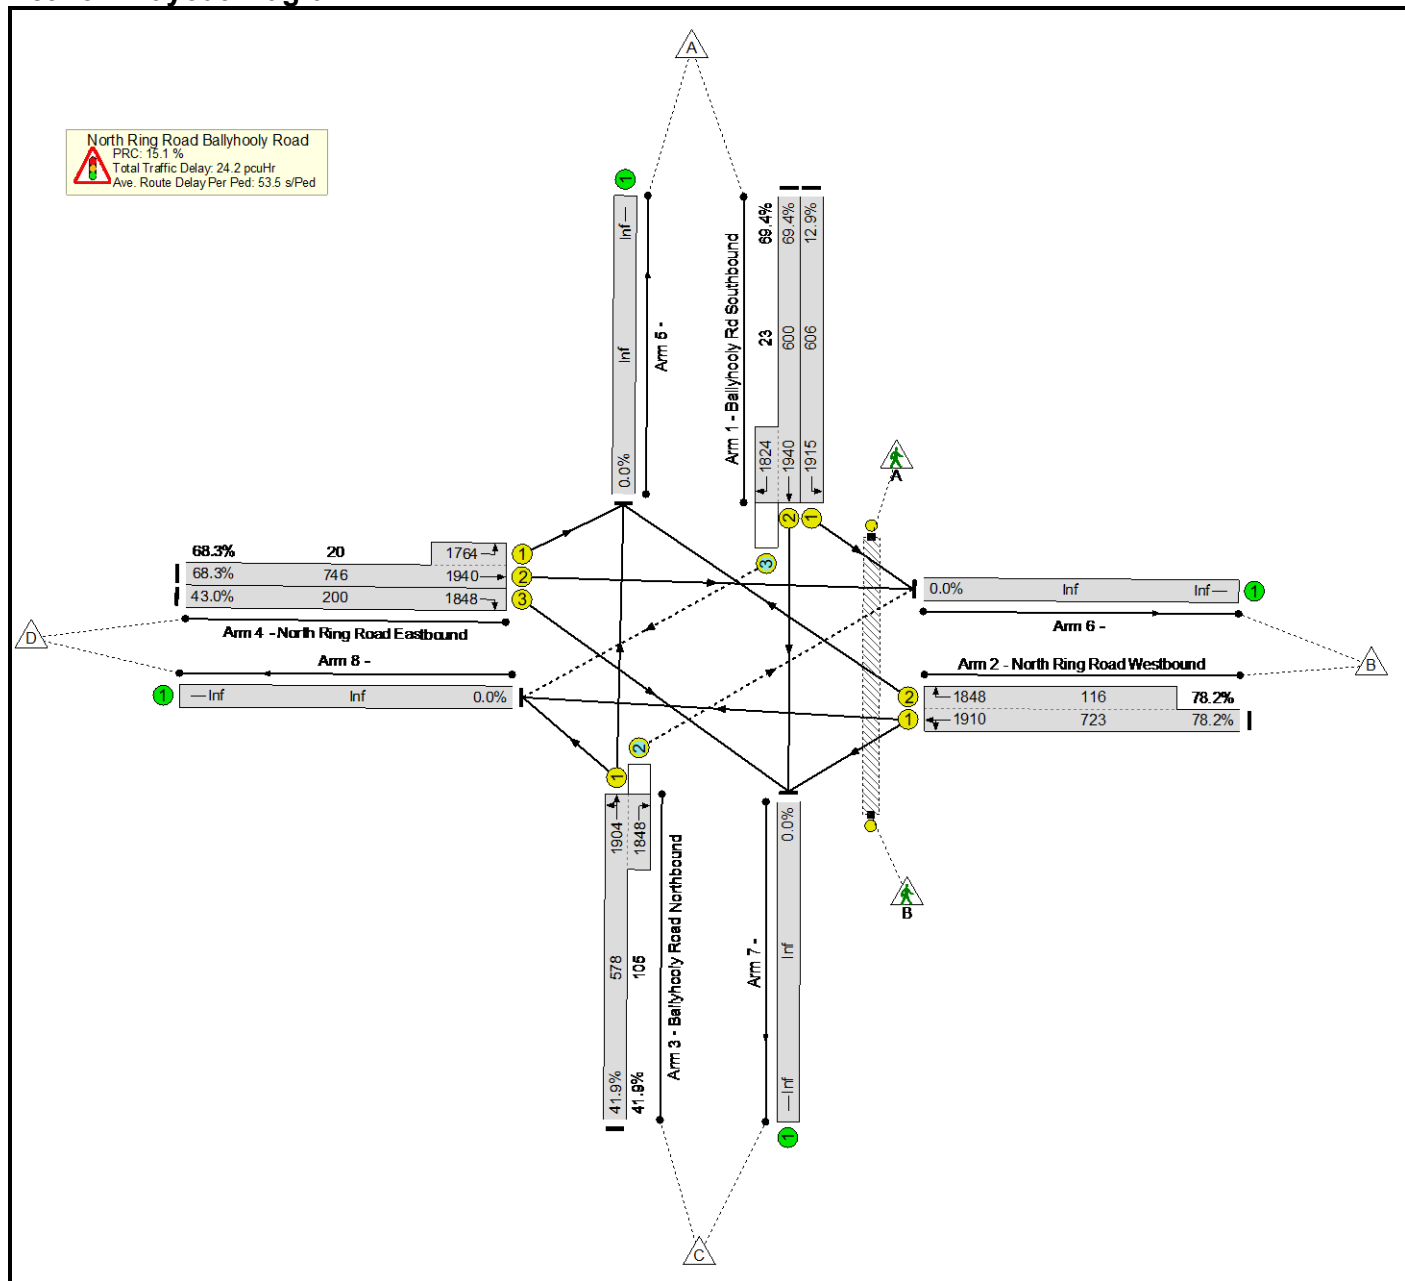 A
North Ring Road Ballyhooly Road
PRC: 15.1 %
Total Traffic Delay: 24.2 pcuHr
Ave. Route Delay Per Ped: 53.5 s/Ped
1
Inf
Inf
0.0%
Arm 5 -
Arm 1 - Ballyhooly Rd Southbound
69.4%
23
1824
69.4%
600
1940
12.9%
606
1915
2
1
3
A
68.3% 20 1764
68.3% 746 1940
43.0% 200 1848
1
2
3
Arm 4 - North Ring Road Eastbound
D
Arm 8 -
1
Inf Inf 0.0%
0.0% Inf Inf
1
Arm 6 -
B
Arm 2 - North Ring Road Westbound
2
1848 116 78.2%
1
1910 723 78.2%
1
2
1904
578
41.9%
1848
105
41.9%
Arm 3 - Ballyhooly Road Northbound
Arm 7 -
0.0%
Inf
Inf
1
B
C